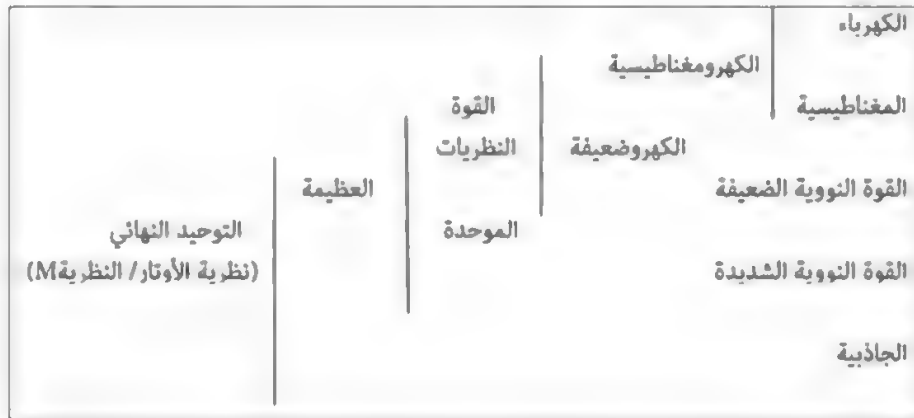 الكهرباء
الكهرومغناطيسية
المغناطيسية
القوة
النظريات
الكهروضعيفة
القوة النووية الضعيفة
العظيمة
الموحدة
التوحيد النهائي
القوة النووية الشديدة
(نظرية الأوتار/ النظريةM)
الجاذبية